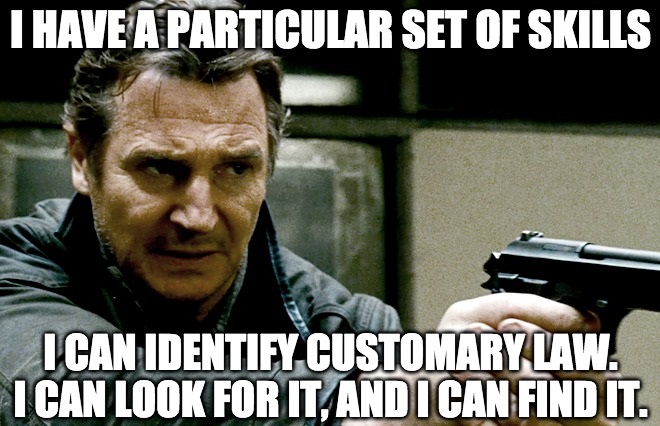 I HAVE A PARTICULAR SET OF SKILLS
I CAN IDENTIFY CUSTOMARY LAW.
I CAN LOOK FOR IT, AND I CAN FIND IT.